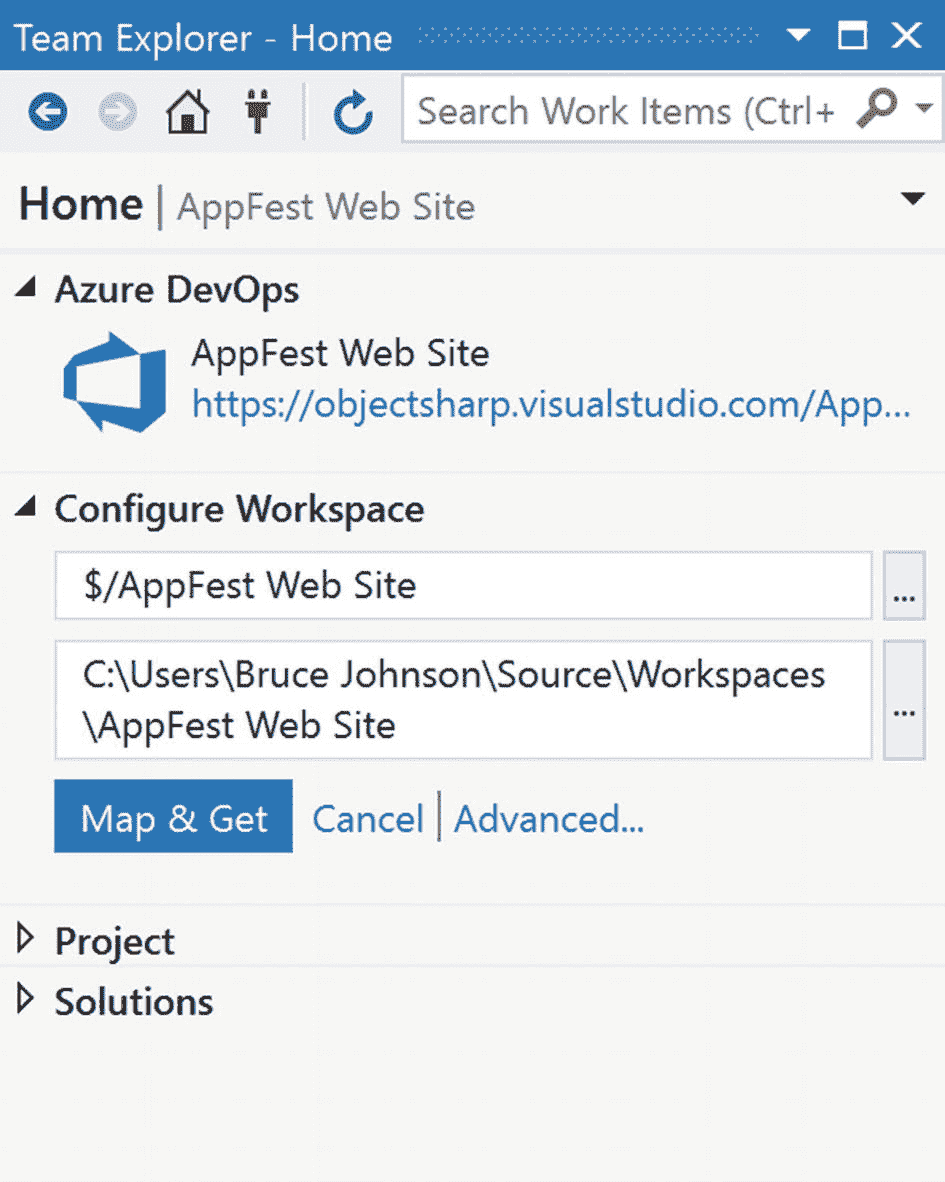 Team Explorer - Home
Search Work Items (Ctrl+
Home | AppFest Web Site
Azure DevOps
AppFest Web Site
https://objectsharp.visualstudio.com/App...
Configure Workspace
$/AppFest Web Site
...
C:\Users\Bruce Johnson\Source\Workspaces
\AppFest Web Site
...
Map & Get Cancel | Advanced...
Project
Solutions